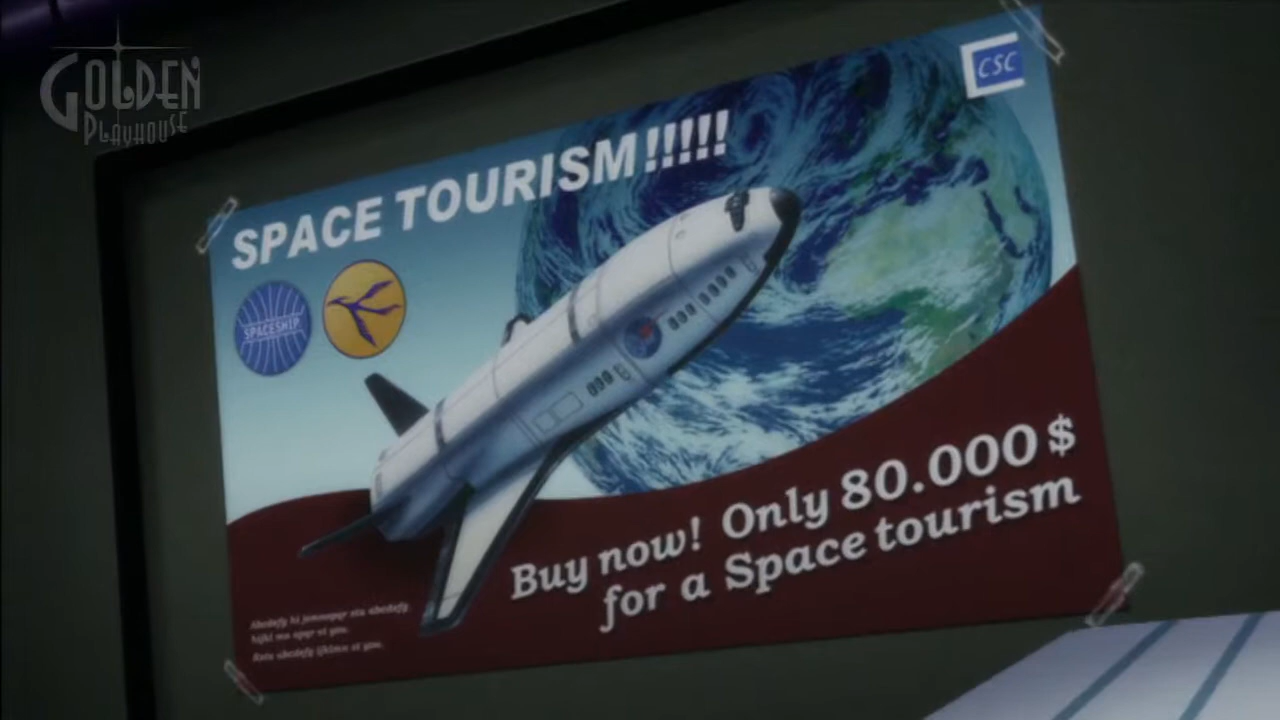 GOLDEN
PLAYHOUSE
CSC
SPACE TOURISM!!!!!
SPACESHIP
Buy now! Only 80.000$
for a Space tourism